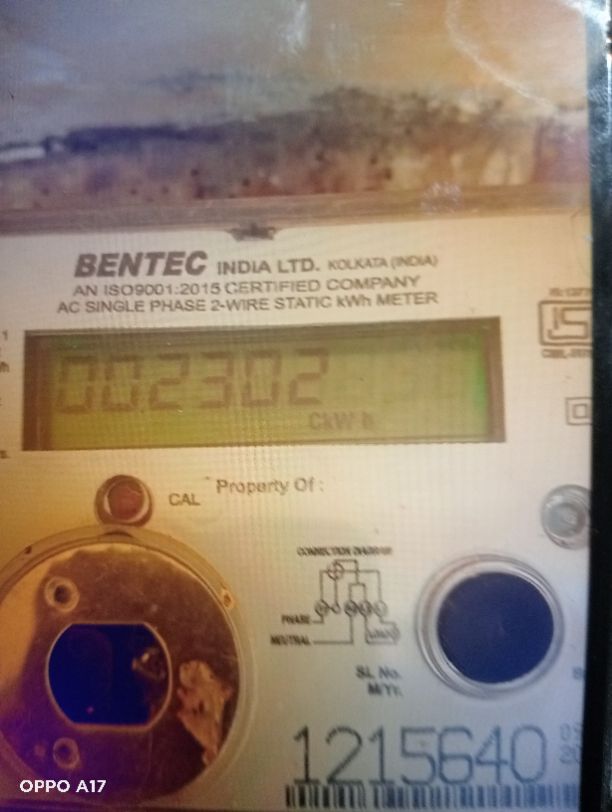 BENTEC INDIA LTD. KOLKATA (INDIA)
AN ISO9001:2015 CERTIFIED COMPANY
AC SINGLE PHASE 2-WIRE STATIC kWh METER
002302
CkWh
CAL
Property Of :
CONNECTION DIAGRAM
PHASE
NEUTRAL
LOAD
SL No.
M/Yr.
1215640
OPPO A17